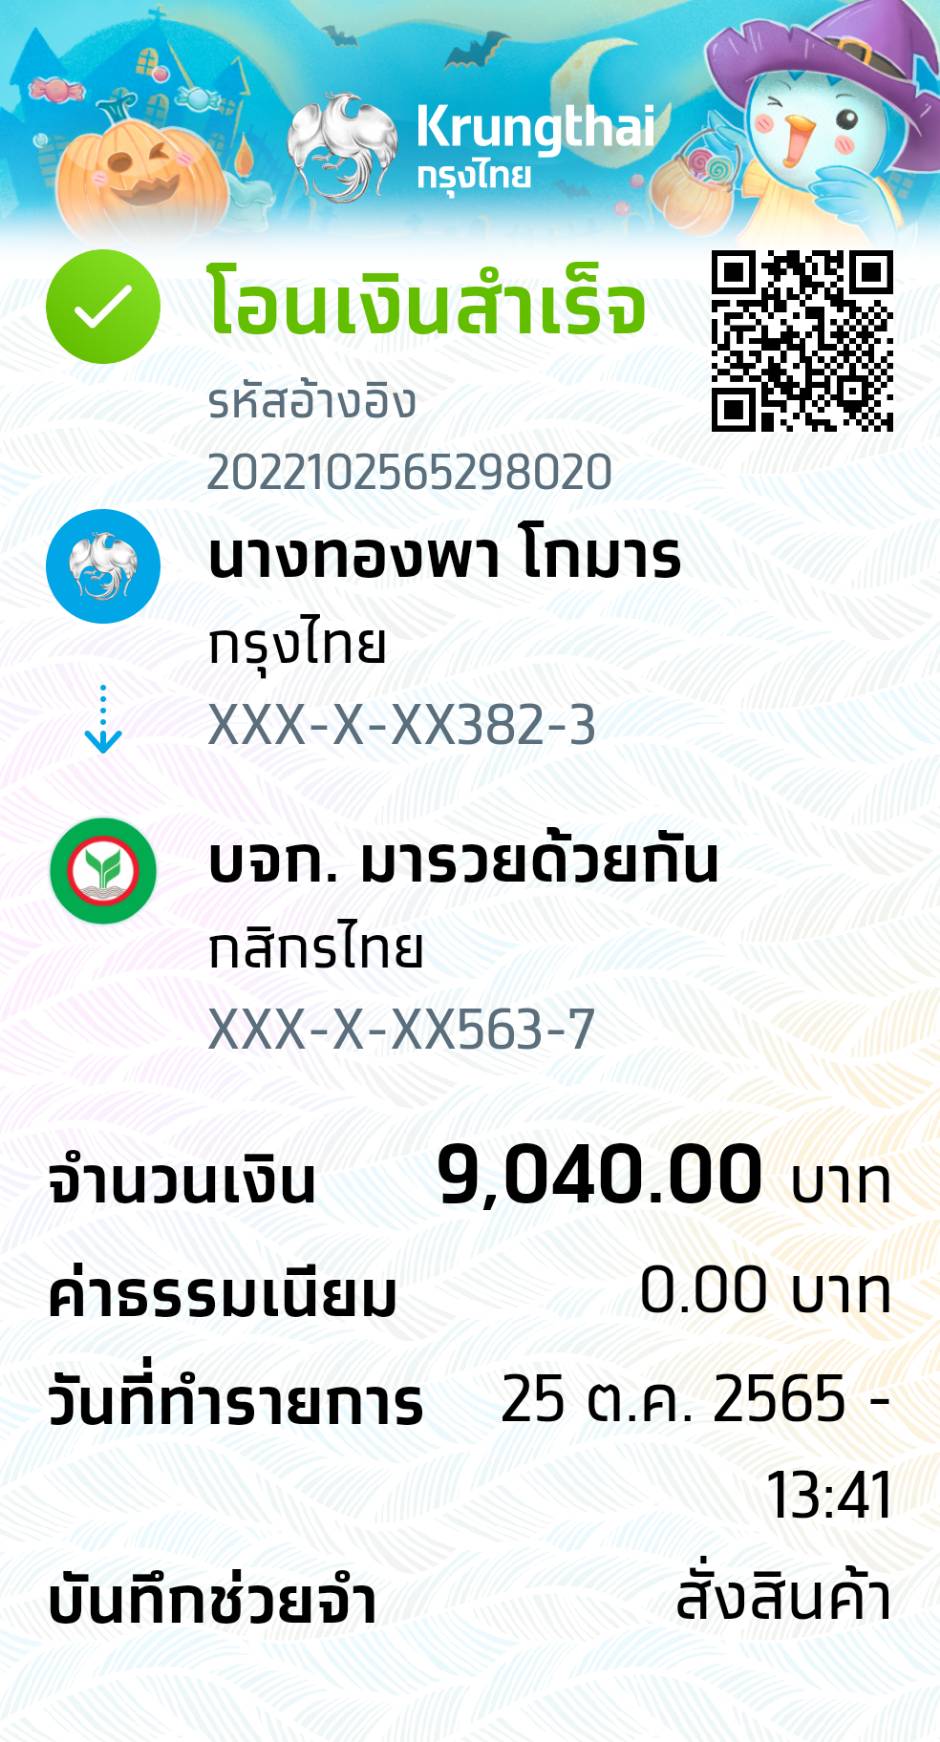 Krungthai
กรุงไทย
โอนเงินสำเร็จ
รหัสอ้างอิง
2022102565298020
นางทองพา โกมาร
กรุงไทย
XXX-X-XX382-3
บจก. มารวยด้วยกัน
กสิกรไทย
XXX-X-XX563-7
จำนวนเงิน 9,040.00 บาท
ค่าธรรมเนียม 0.00 บาท
วันที่ทำรายการ 25 ต.ค. 2565 -
13:41
บันทึกช่วยจำ สั่งสินค้า